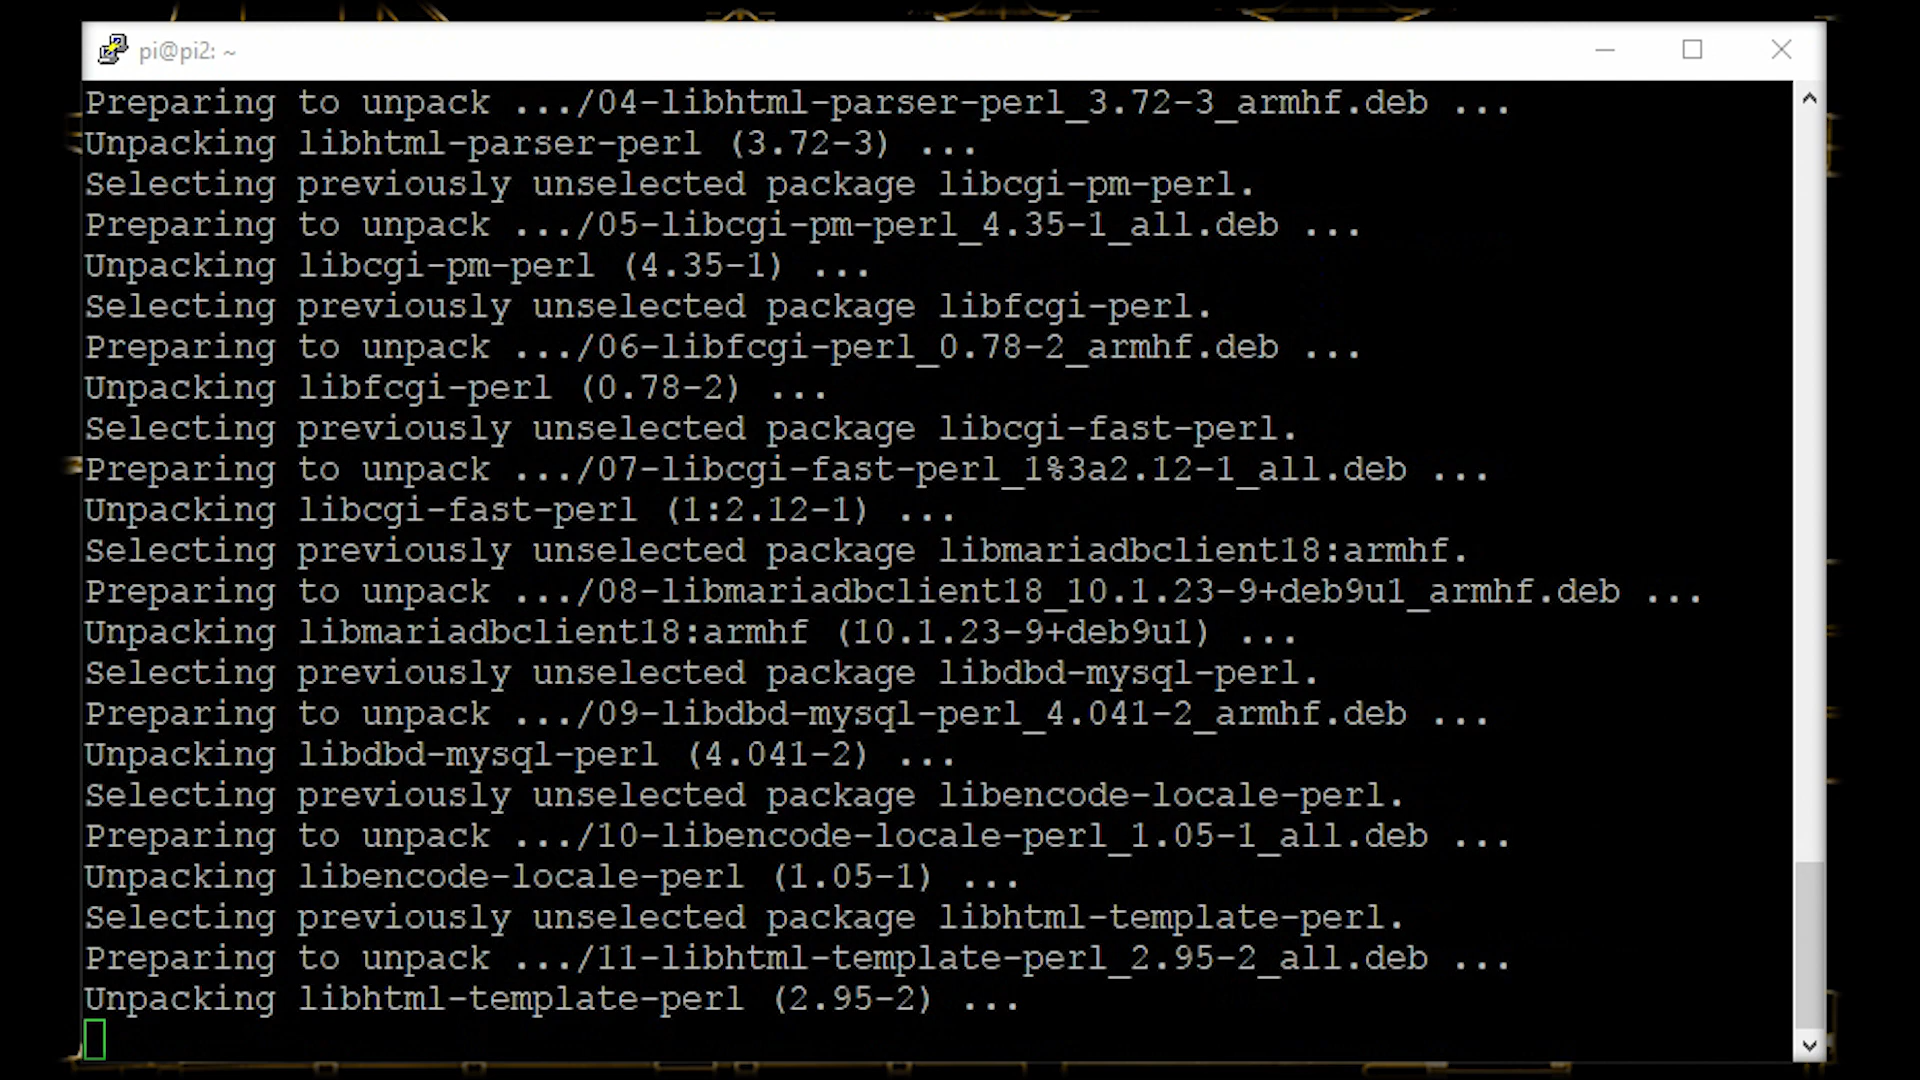 pi@pi2: ~
Preparing to unpack .../04-libhtml-parser-perl_3.72-3_armhf.deb ...
Unpacking libhtml-parser-perl (3.72-3) ...
Selecting previously unselected package libcgi-pm-perl.
Preparing to unpack .../05-libcgi-pm-perl_4.35-1_all.deb ...
Unpacking libcgi-pm-perl (4.35-1) ...
Selecting previously unselected package libfcgi-perl.
Preparing to unpack .../06-libfcgi-perl_0.78-2_armhf.deb ...
Unpacking libfcgi-perl (0.78-2) ...
Selecting previously unselected package libcgi-fast-perl.
Preparing to unpack .../07-libcgi-fast-perl_1%3a2.12-1_all.deb ...
Unpacking libcgi-fast-perl (1:2.12-1) ...
Selecting previously unselected package libmariadbclient18:armhf.
Preparing to unpack .../08-libmariadbclient18_10.1.23-9+deb9u1_armhf.deb ...
Unpacking libmariadbclient18:armhf (10.1.23-9+deb9u1) ...
Selecting previously unselected package libdbd-mysql-perl.
Preparing to unpack .../09-libdbd-mysql-perl_4.041-2_armhf.deb ...
Unpacking libdbd-mysql-perl (4.041-2) ...
Selecting previously unselected package libencode-locale-perl.
Preparing to unpack .../10-libencode-locale-perl_1.05-1_all.deb ...
Unpacking libencode-locale-perl (1.05-1) ...
Selecting previously unselected package libhtml-template-perl.
Preparing to unpack .../11-libhtml-template-perl_2.95-2_all.deb ...
Unpacking libhtml-template-perl (2.95-2) ...